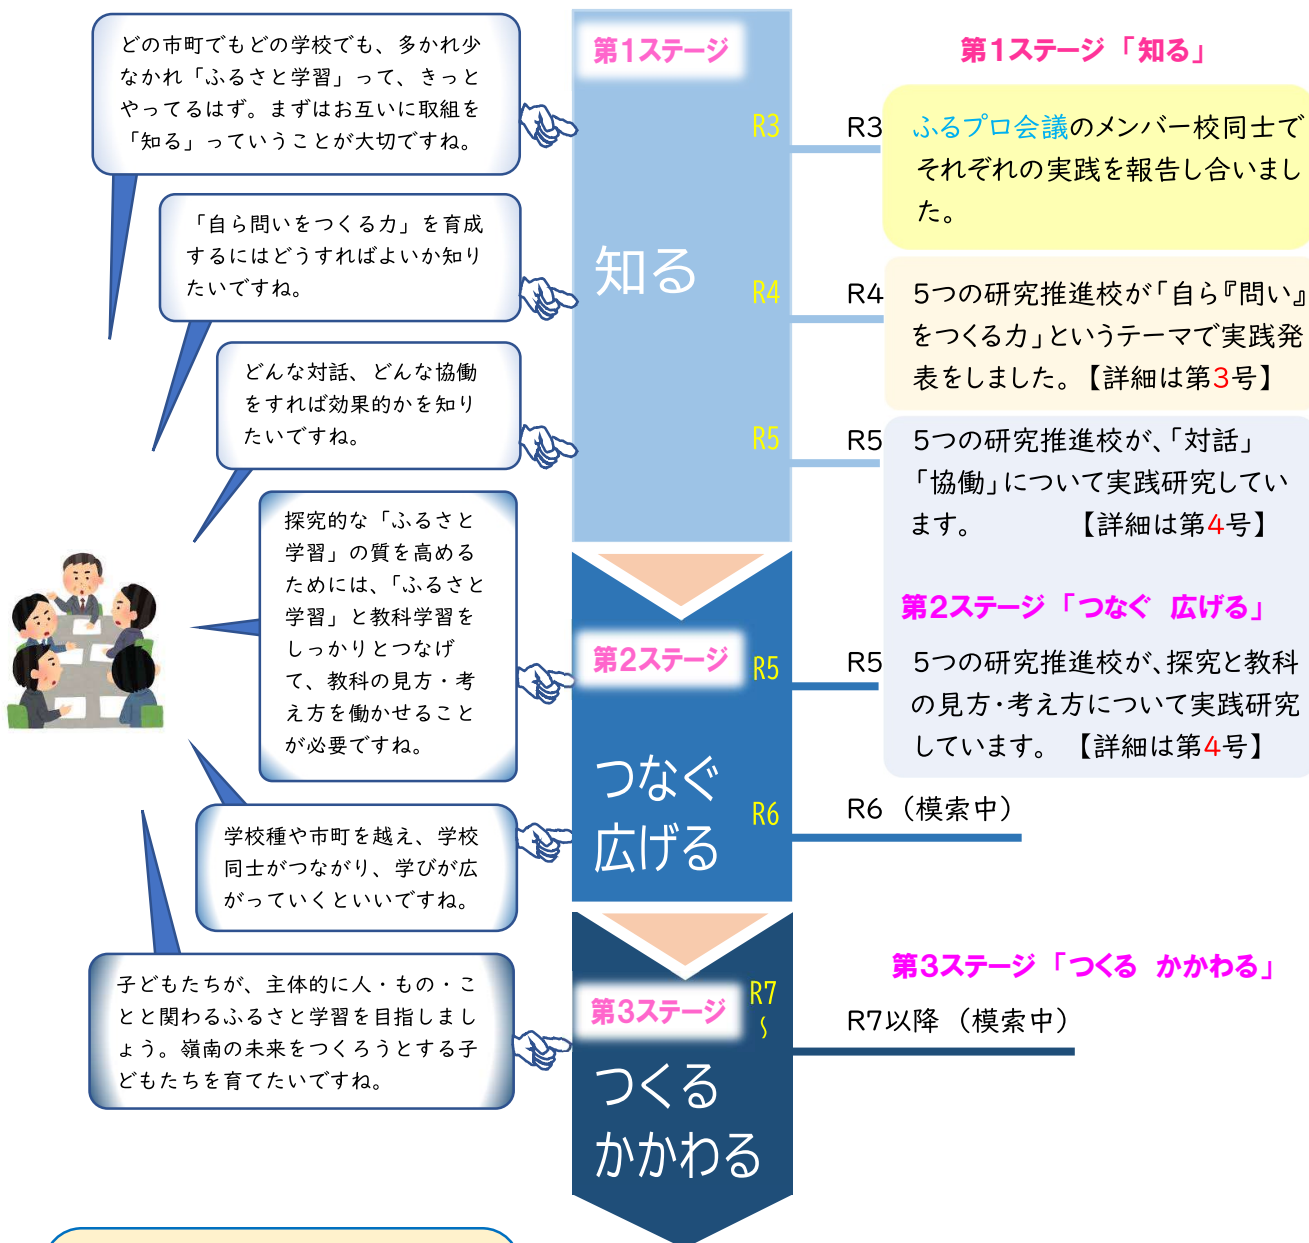 どの市町でもどの学校でも、多かれ少
なかれ「ふるさと学習」って、きっと
やってるはず。まずはお互いに取組を
「知る」っていうことが大切ですね。
「自ら問いをつくる力」を育成
するにはどうすればよいか知り
たいですね。
どんな対話、どんな協働
をすれば効果的かを知り
たいですね。
探究的な「ふるさと
学習」の質を高める
ためには、「ふるさと
学習」と教科学習を
しっかりとつなげ
て、教科の見方・考
え方を働かせること
が必要ですね。
学校種や市町を越え、学校
同士がつながり、学びが広
がっていくといいですね。
子どもたちが、主体的に人・もの・こ
とと関わるふるさと学習を目指しまし
ょう。嶺南の未来をつくろうとする子
どもたちを育てたいですね。
第1ステージ
R3
知る
R4
R5
第2ステージ
R5
つなぐ
広げる
R6
第3ステージ
R7
~
つくる
かかわる
第1ステージ「知る」
R3 ふるプロ会議のメンバー校同士で
それぞれの実践を報告し合いまし
た。
R4 5つの研究推進校が「自ら『問い』
をつくる力」というテーマで実践発
表をしました。【詳細は第3号】
R5 5つの研究推進校が、「対話」
「協働」について実践研究してい
ます。 【詳細は第4号】
第2ステージ「つなぐ 広げる」
R5 5つの研究推進校が、探究と教科
の見方・考え方について実践研究
しています。 【詳細は第4号】
R6 (模索中)
第3ステージ「つくる かかわる」
R7以降 (模索中)